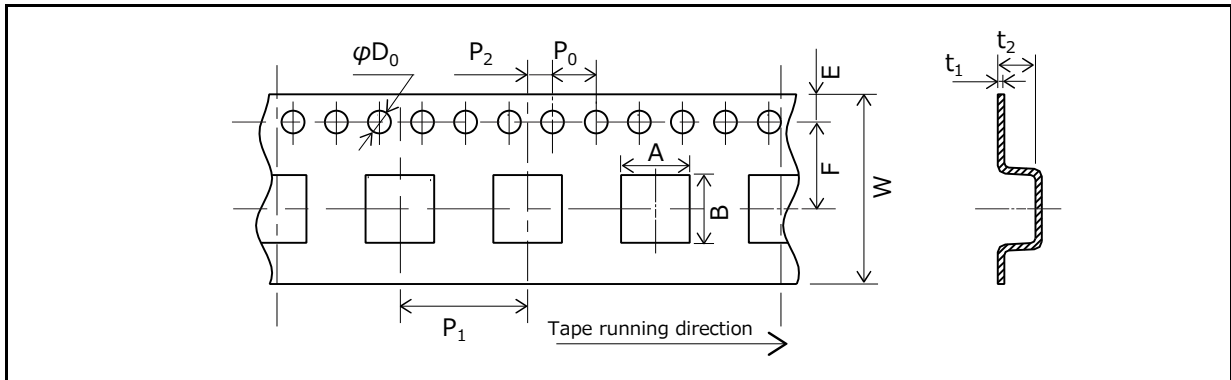 φD0
P2
P0
E
t2
t1
A
F
B
W
P1
Tape running direction